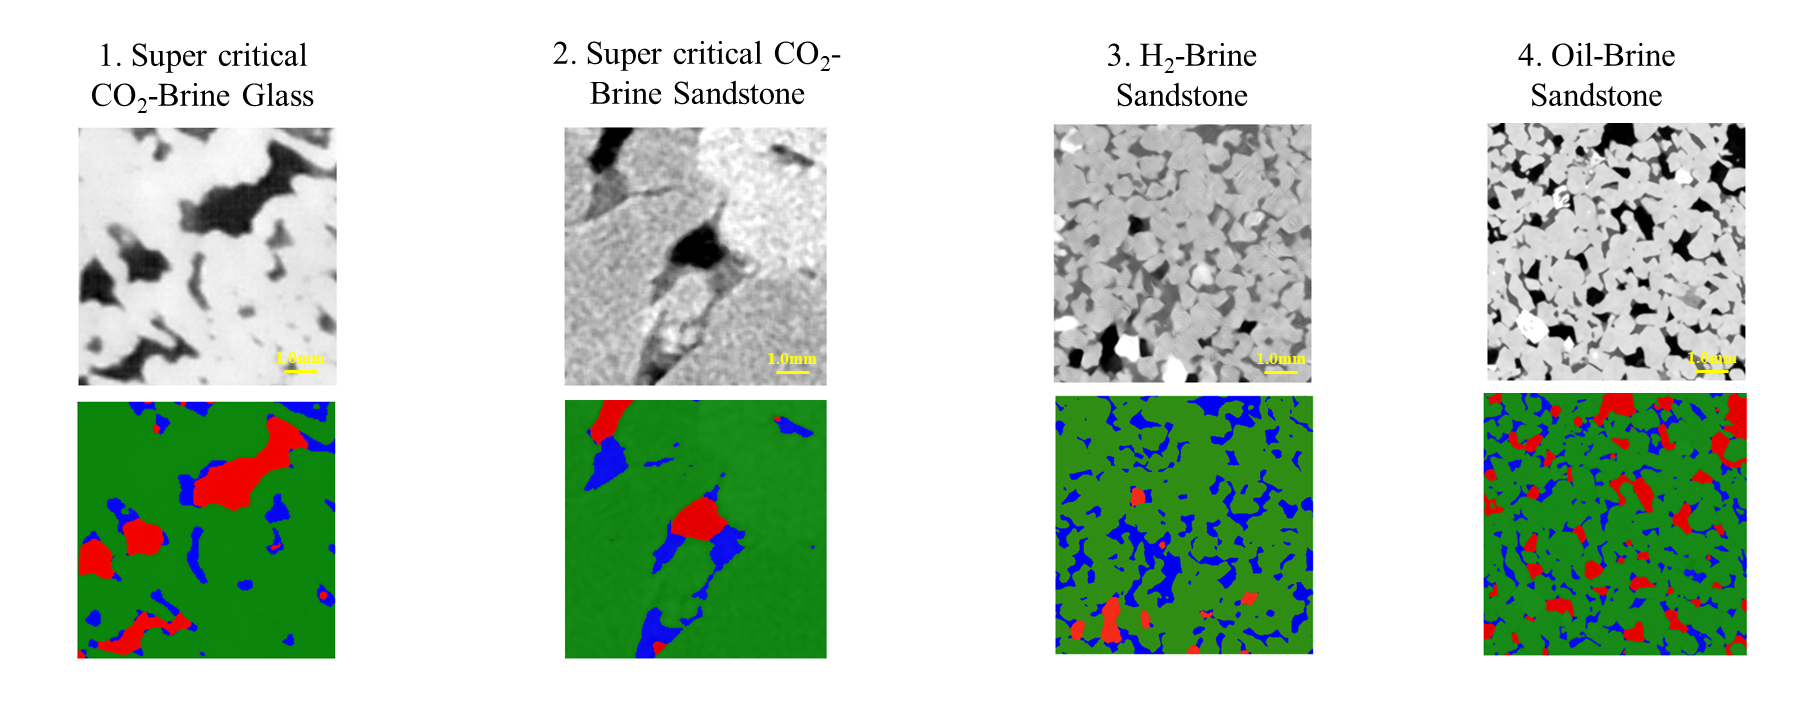 1. Super critical
CO₂-Brine Glass
2. Super critical CO₂-
Brine Sandstone
3. H₂-Brine
Sandstone
4. Oil-Brine
Sandstone
1.0mm
1.0mm
1.0mm
1.0mm